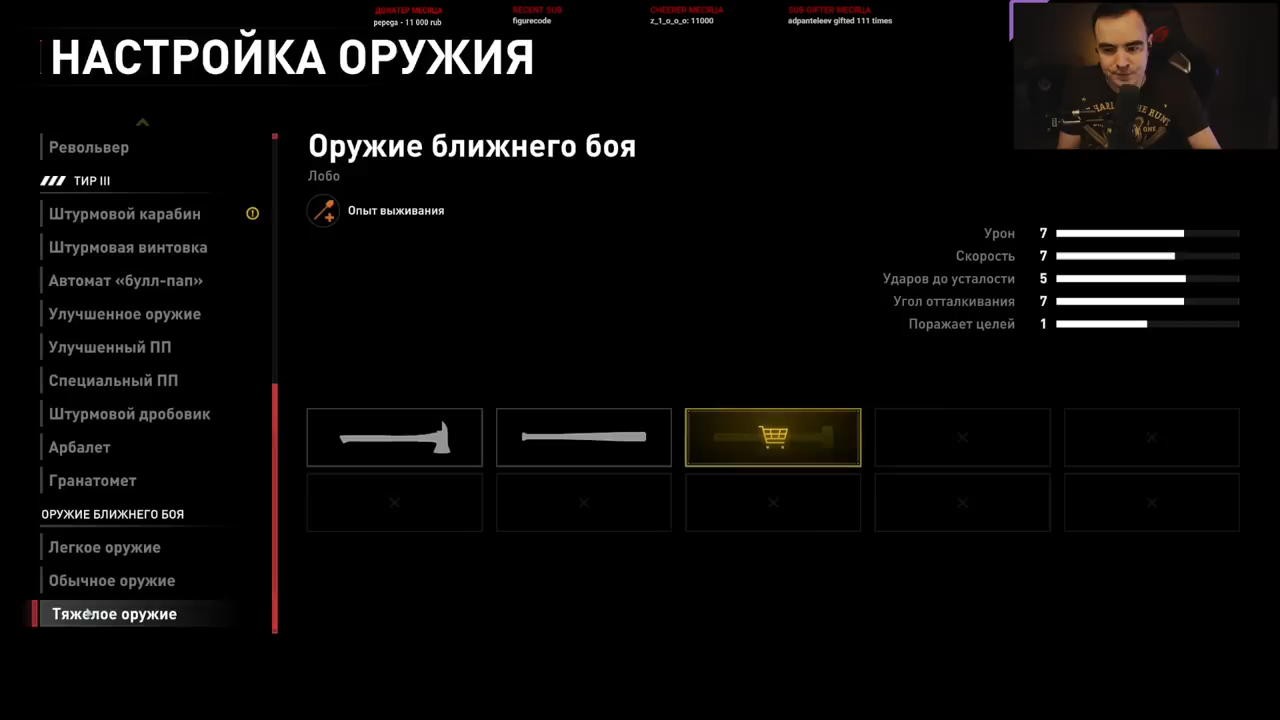 ДОНАТЕР МЕСЯЦА
pepega - 11 000 rub
RECENT SUB
figurecode
CHEERER МЕСЯЦА
z_1_o_o_o: 11000
SUB GIFTER МЕСЯЦА
adpanteleev gifted 111 times
НАСТРОЙКА ОРУЖИЯ
Револьвер
ТИР III
Штурмовой карабин
Штурмовая винтовка
Автомат «булл-пап»
Улучшенное оружие
Улучшенный ПП
Специальный ПП
Штурмовой дробовик
Арбалет
Гранатомет
ОРУЖИЕ БЛИЖНЕГО БОЯ
Легкое оружие
Обычное оружие
Тяжелое оружие
Оружие ближнего боя
Лобо
Опыт выживания
Урон 7
Скорость 7
Ударов до усталости 5
Угол отталкивания 7
Поражает целей 1